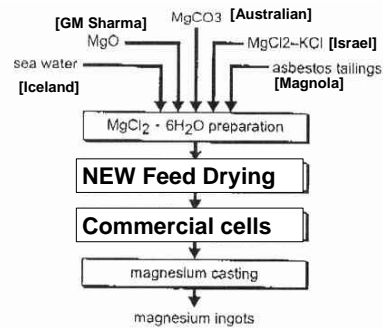 MgCO3 [Australian]
[GM Sharma]
MgO
MgCl2-KCl [Israel]
sea water
asbestos tailings
[Iceland]
[Magnola]
MgCl2 · 6H2O preparation
NEW Feed Drying
Commercial cells
magnesium casting
magnesium ingots